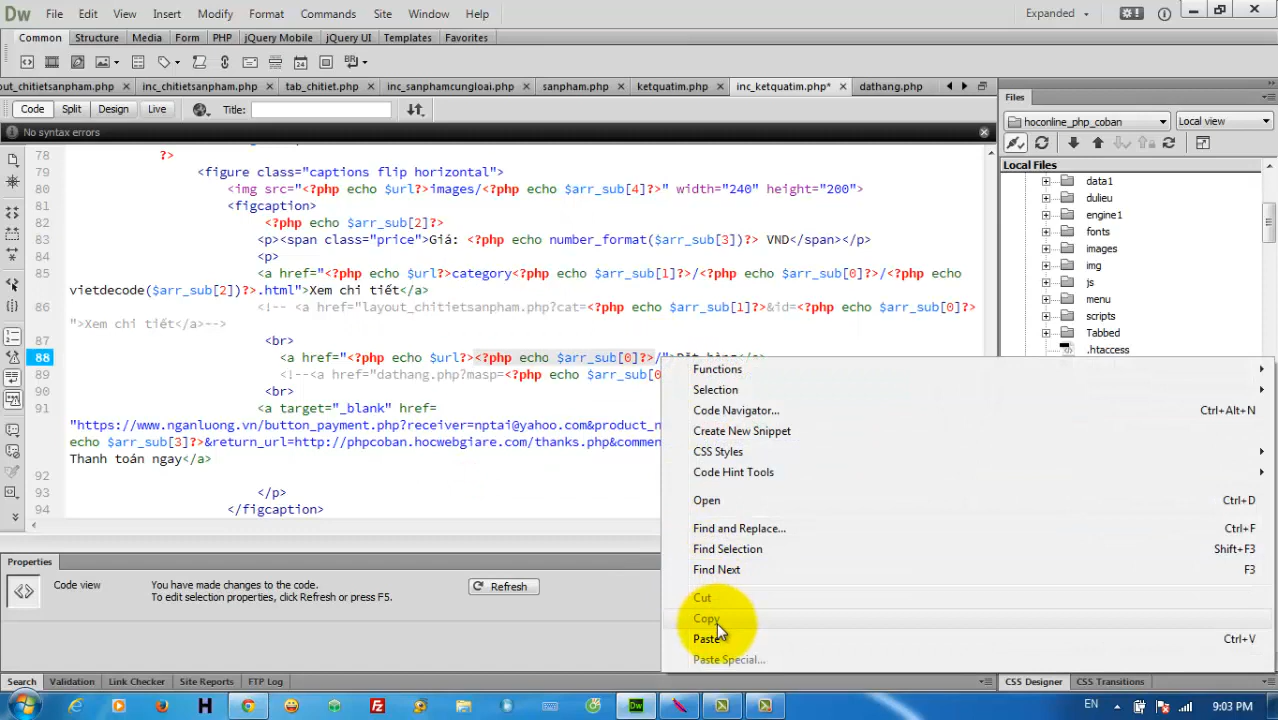 Dw File Edit View Insert Modify Format Commands Site Window Help Expanded
Common Structure Media Form PHP jQuery Mobile jQuery UI Templates Favorites
out_chitietsanpham.php inc_chitietsanpham.php tab_chitiet.php inc_sanphamcungloai.php sanpham.php ketquatim.php inc_ketquatim.php* dathang.php Files
Code Split Design Live Title: hoconline_php_coban Local view
No syntax errors
Local Files
78 ?>
79 <figure class="captions flip horizontal">
80 <img src="<?php echo $url?>images/<?php echo $arr_sub[4]?>" width="240" height="200">
81 <figcaption>
82 <?php echo $arr_sub[2]?>
83 <p><span class="price">Giá: <?php echo number_format($arr_sub[3])?> VND</span></p>
84 <p>
85 <a href="<?php echo $url?>category<?php echo $arr_sub[1]?>/<?php echo $arr_sub[0]?>/<?php echo
vietdecode($arr_sub[2])?>.html">Xem chi tiết</a>
86 <!-- <a href="layout_chitietsanpham.php?cat=<?php echo $arr_sub[1]?>&id=<?php echo $arr_sub[0]?>
">Xem chi tiết</a>-->
87 <br>
88 <a href="<?php echo $url?><?php echo $arr_sub[0]?>/">
89 <!--<a href="dathang.php?masp=<?php echo $arr_sub[0
90 <br>
91 <a target="_blank" href=
"https://www.nganluong.vn/button_payment.php?receiver=nptai@yahoo.com&product_n
echo $arr_sub[3]?>&return_url=http://phpcoban.hocwebgiare.com/thanks.php&commen
Thanh toán ngay</a>
92
93 </p>
94 </figcaption>
data1
dulieu
engine1
fonts
images
img
js
menu
scripts
Tabbed
.htaccess
Functions
Selection
Code Navigator... Ctrl+Alt+N
Create New Snippet
CSS Styles
Code Hint Tools
Open Ctrl+D
Find and Replace... Ctrl+F
Find Selection Shift+F3
Find Next F3
Cut
Copy
Paste Ctrl+V
Paste Special...
Properties
Code view You have made changes to the code.
To edit selection properties, click Refresh or press F5.
Refresh
Search Link Checker Site Reports FTP Log CSS Designer CSS Transitions
EN 9:03 PM